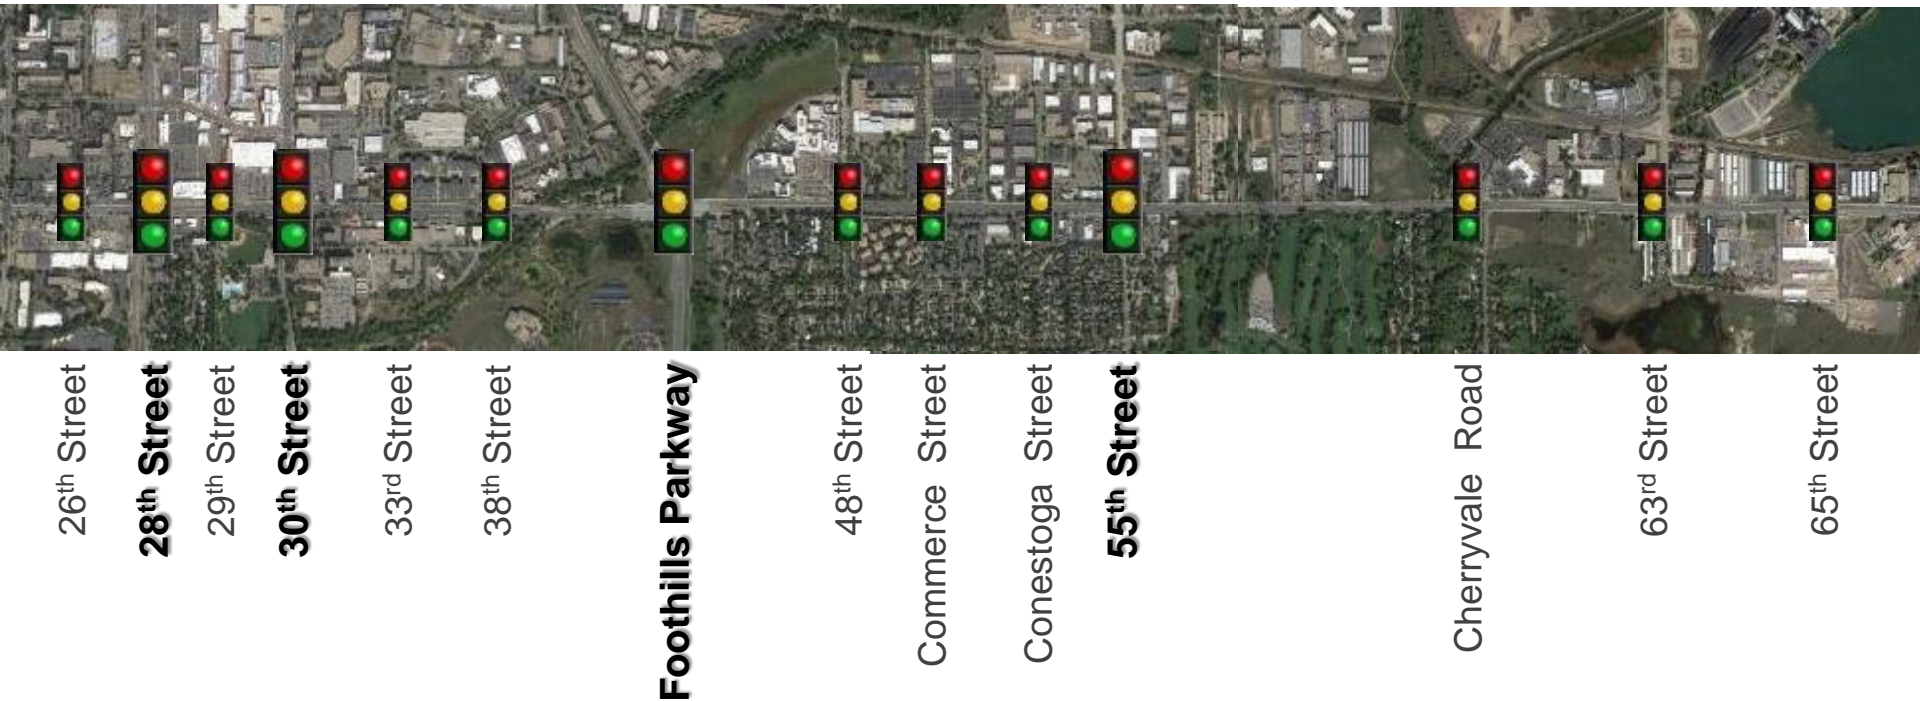 26th Street
28th Street
29th Street
30th Street
33rd Street
38th Street
Foothills Parkway
48th Street
Commerce Street
Conestoga Street
55th Street
Cherryvale Road
63rd Street
65th Street